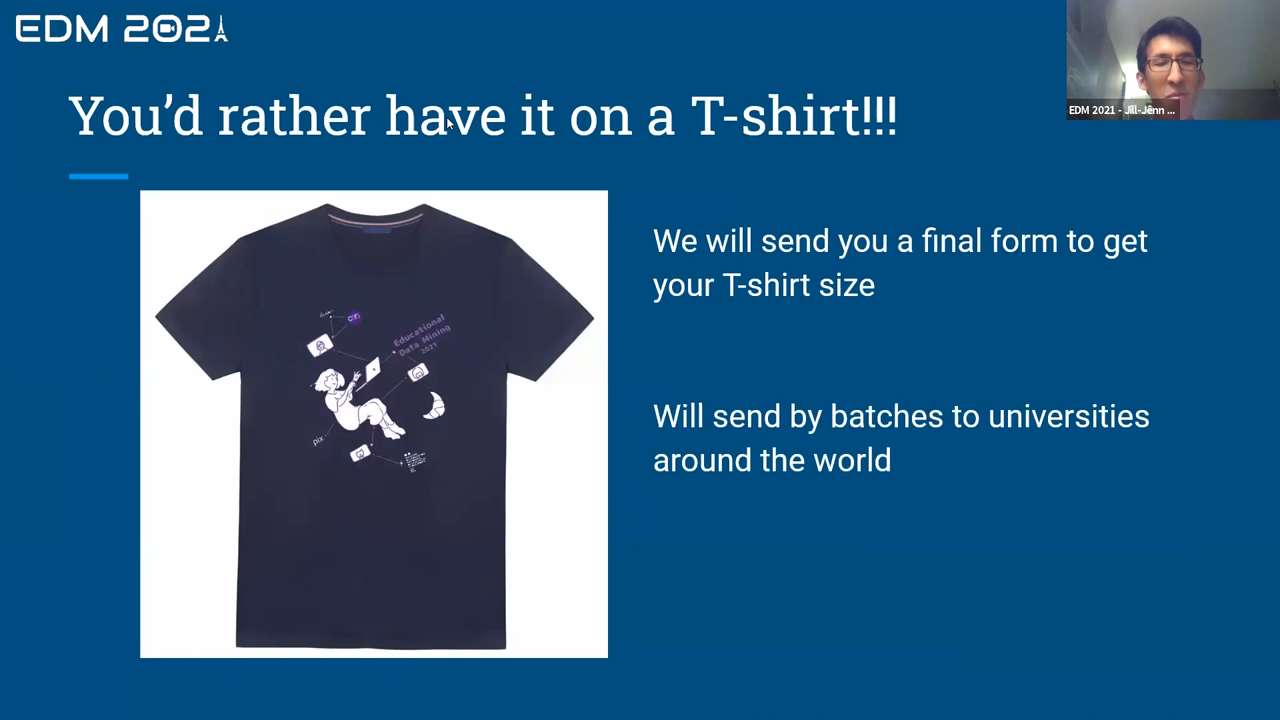 EDM 2021
EDM 2021 - Jill-Jênn ...
You’d rather have it on a T-shirt!!!
We will send you a final form to get
your T-shirt size
Will send by batches to universities
around the world
Educational
Data Mining
2021
pix